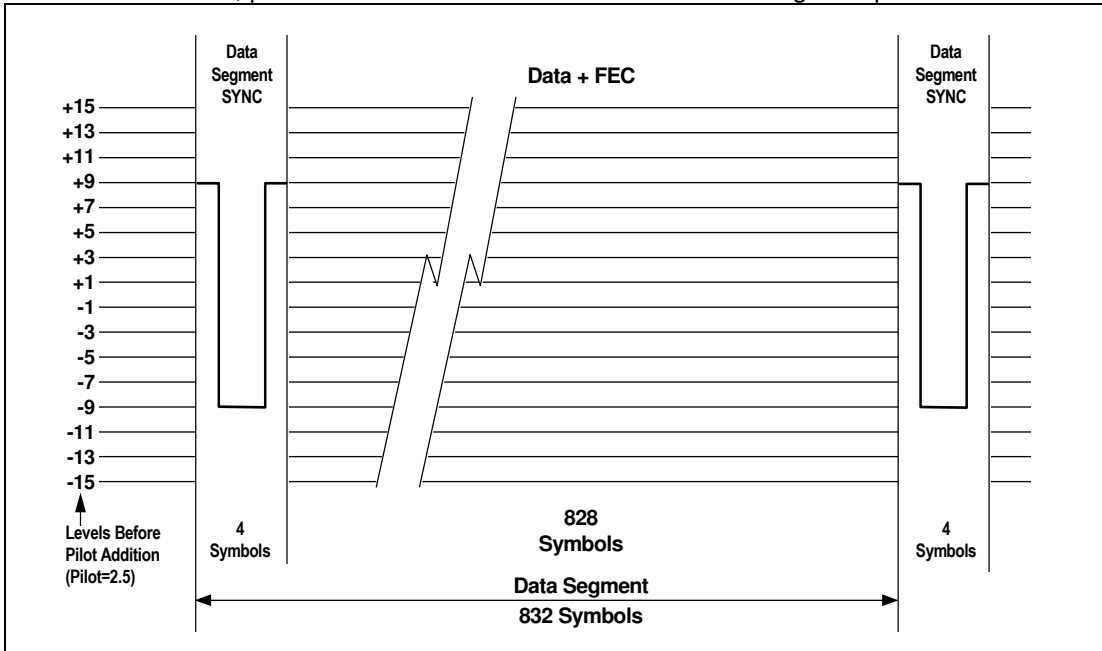 Data
Segment
SYNC
Data + FEC
Data
Segment
SYNC
+15
+13
+11
+9
+7
+5
+3
+1
-1
-3
-5
-7
-9
-11
-13
-15
Levels Before
Pilot Addition
(Pilot=2.5)
4
Symbols
828
Symbols
4
Symbols
Data Segment
832 Symbols